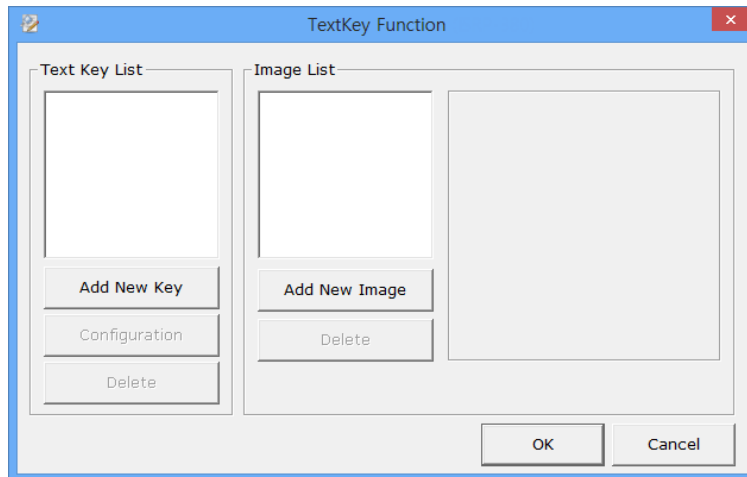 TextKey Function
Text Key List
Image List
Add New Key
Add New Image
Configuration
Delete
Delete
OK
Cancel